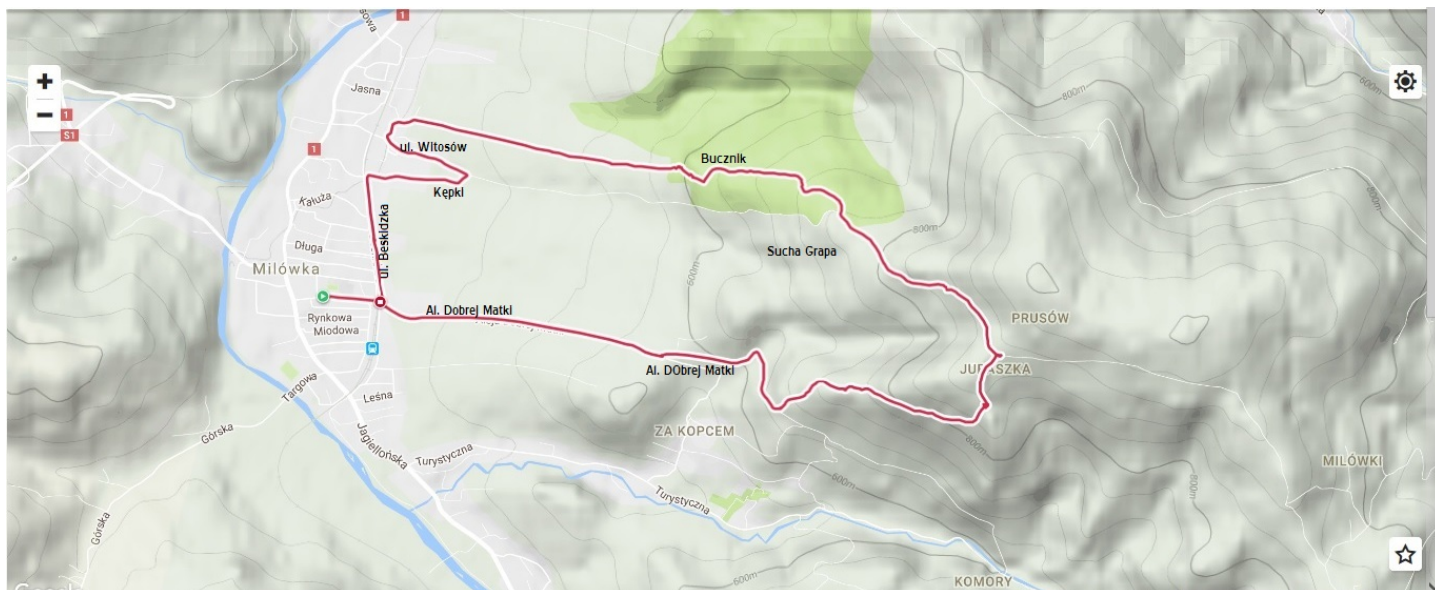 1
Jasna
1
S1
1
ul. Witosów
Bucznik
Kępki
Kałuża
ul. Beskidzka
Długa
Sucha Grapa
Milówka
Al. Dobrej Matki
Rynkowa
Miodowa
PRUSÓW
Al. DObrej Matki
Targowa
Leśna
ZA KOPCEM
Górska
Jagiellońska
Turystyczna
MILÓWKI
Turystyczna
Górska
KOMORY
800m
600m
800m
600m
800m
600m
800m
600m
800m